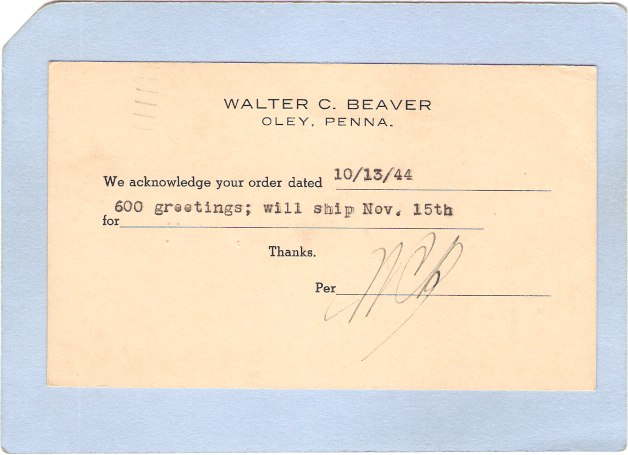 WALTER C. BEAVER
OLEY, PENNA.
We acknowledge your order dated 10/13/44
for 600 greetings; will ship Nov. 15th
Thanks.
Per WCB